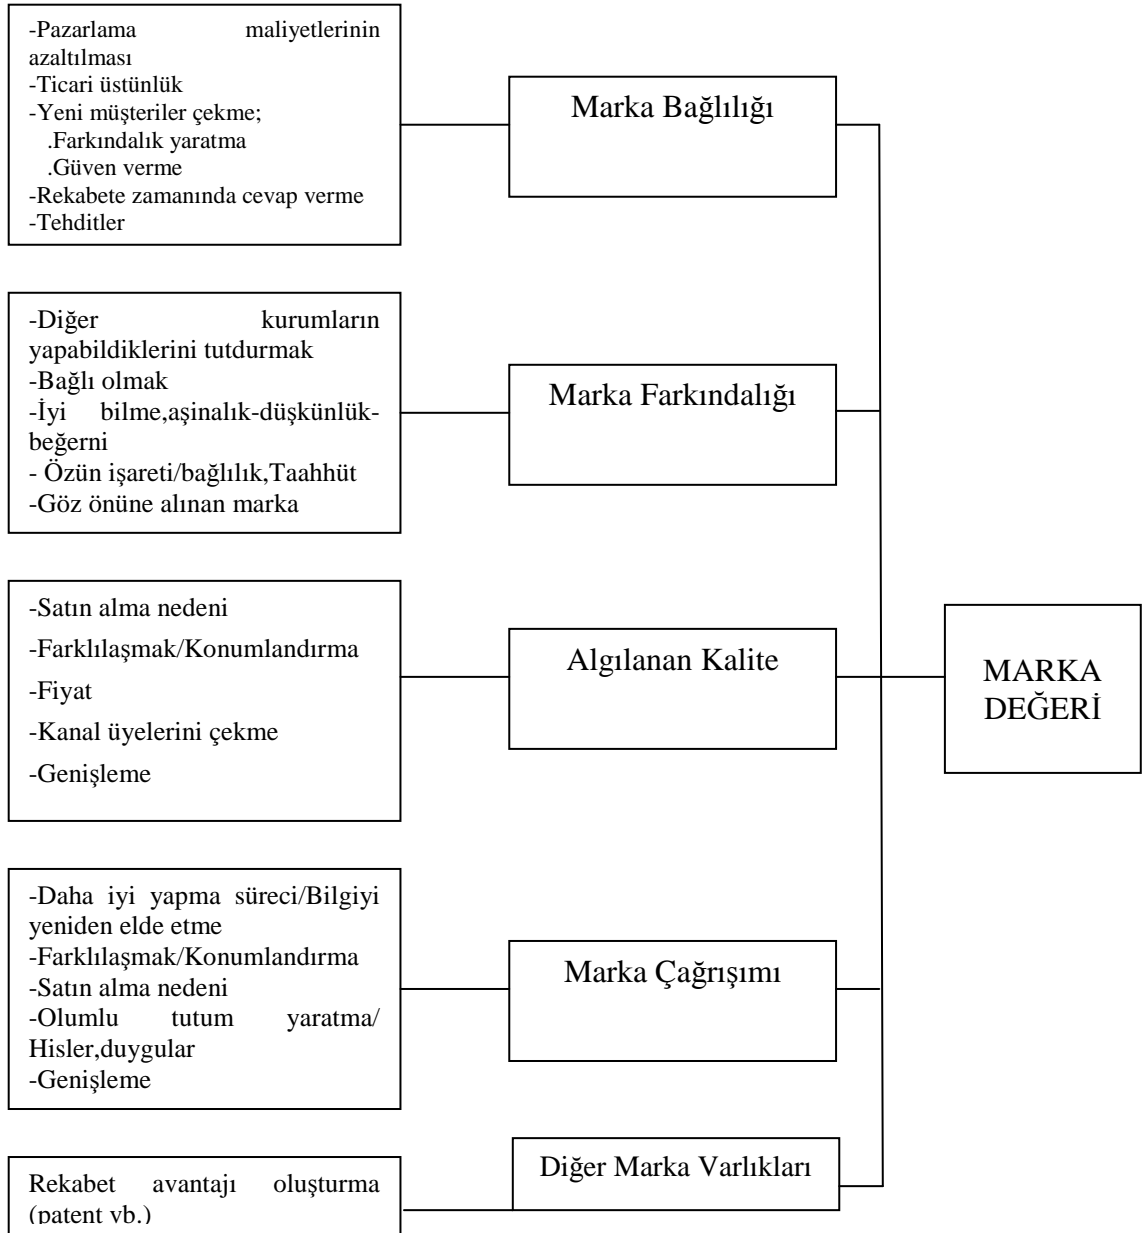 -Pazarlama maliyetlerinin
azaltılması
-Ticari üstünlük
-Yeni müşteriler çekme;
.Farkındalık yaratma
.Güven verme
-Rekabete zamanında cevap verme
-Tehditler
Marka Bağlılığı
-Diğer kurumların
yapabildiklerini tutdurmak
-Bağlı olmak
-İyi bilme,aşinalık-düşkünlük-
beğerni
- Özün işareti/bağlılık,Taahhüt
-Göz önüne alınan marka
Marka Farkındalığı
-Satın alma nedeni
-Farklılaşmak/Konumlandırma
-Fiyat
-Kanal üyelerini çekme
-Genişleme
Algılanan Kalite
MARKA
DEĞERİ
-Daha iyi yapma süreci/Bilgiyi
yeniden elde etme
-Farklılaşmak/Konumlandırma
-Satın alma nedeni
-Olumlu tutum yaratma/
Hisler,duygular
-Genişleme
Marka Çağrışımı
Rekabet avantajı oluşturma
(patent vb.)
Diğer Marka Varlıkları